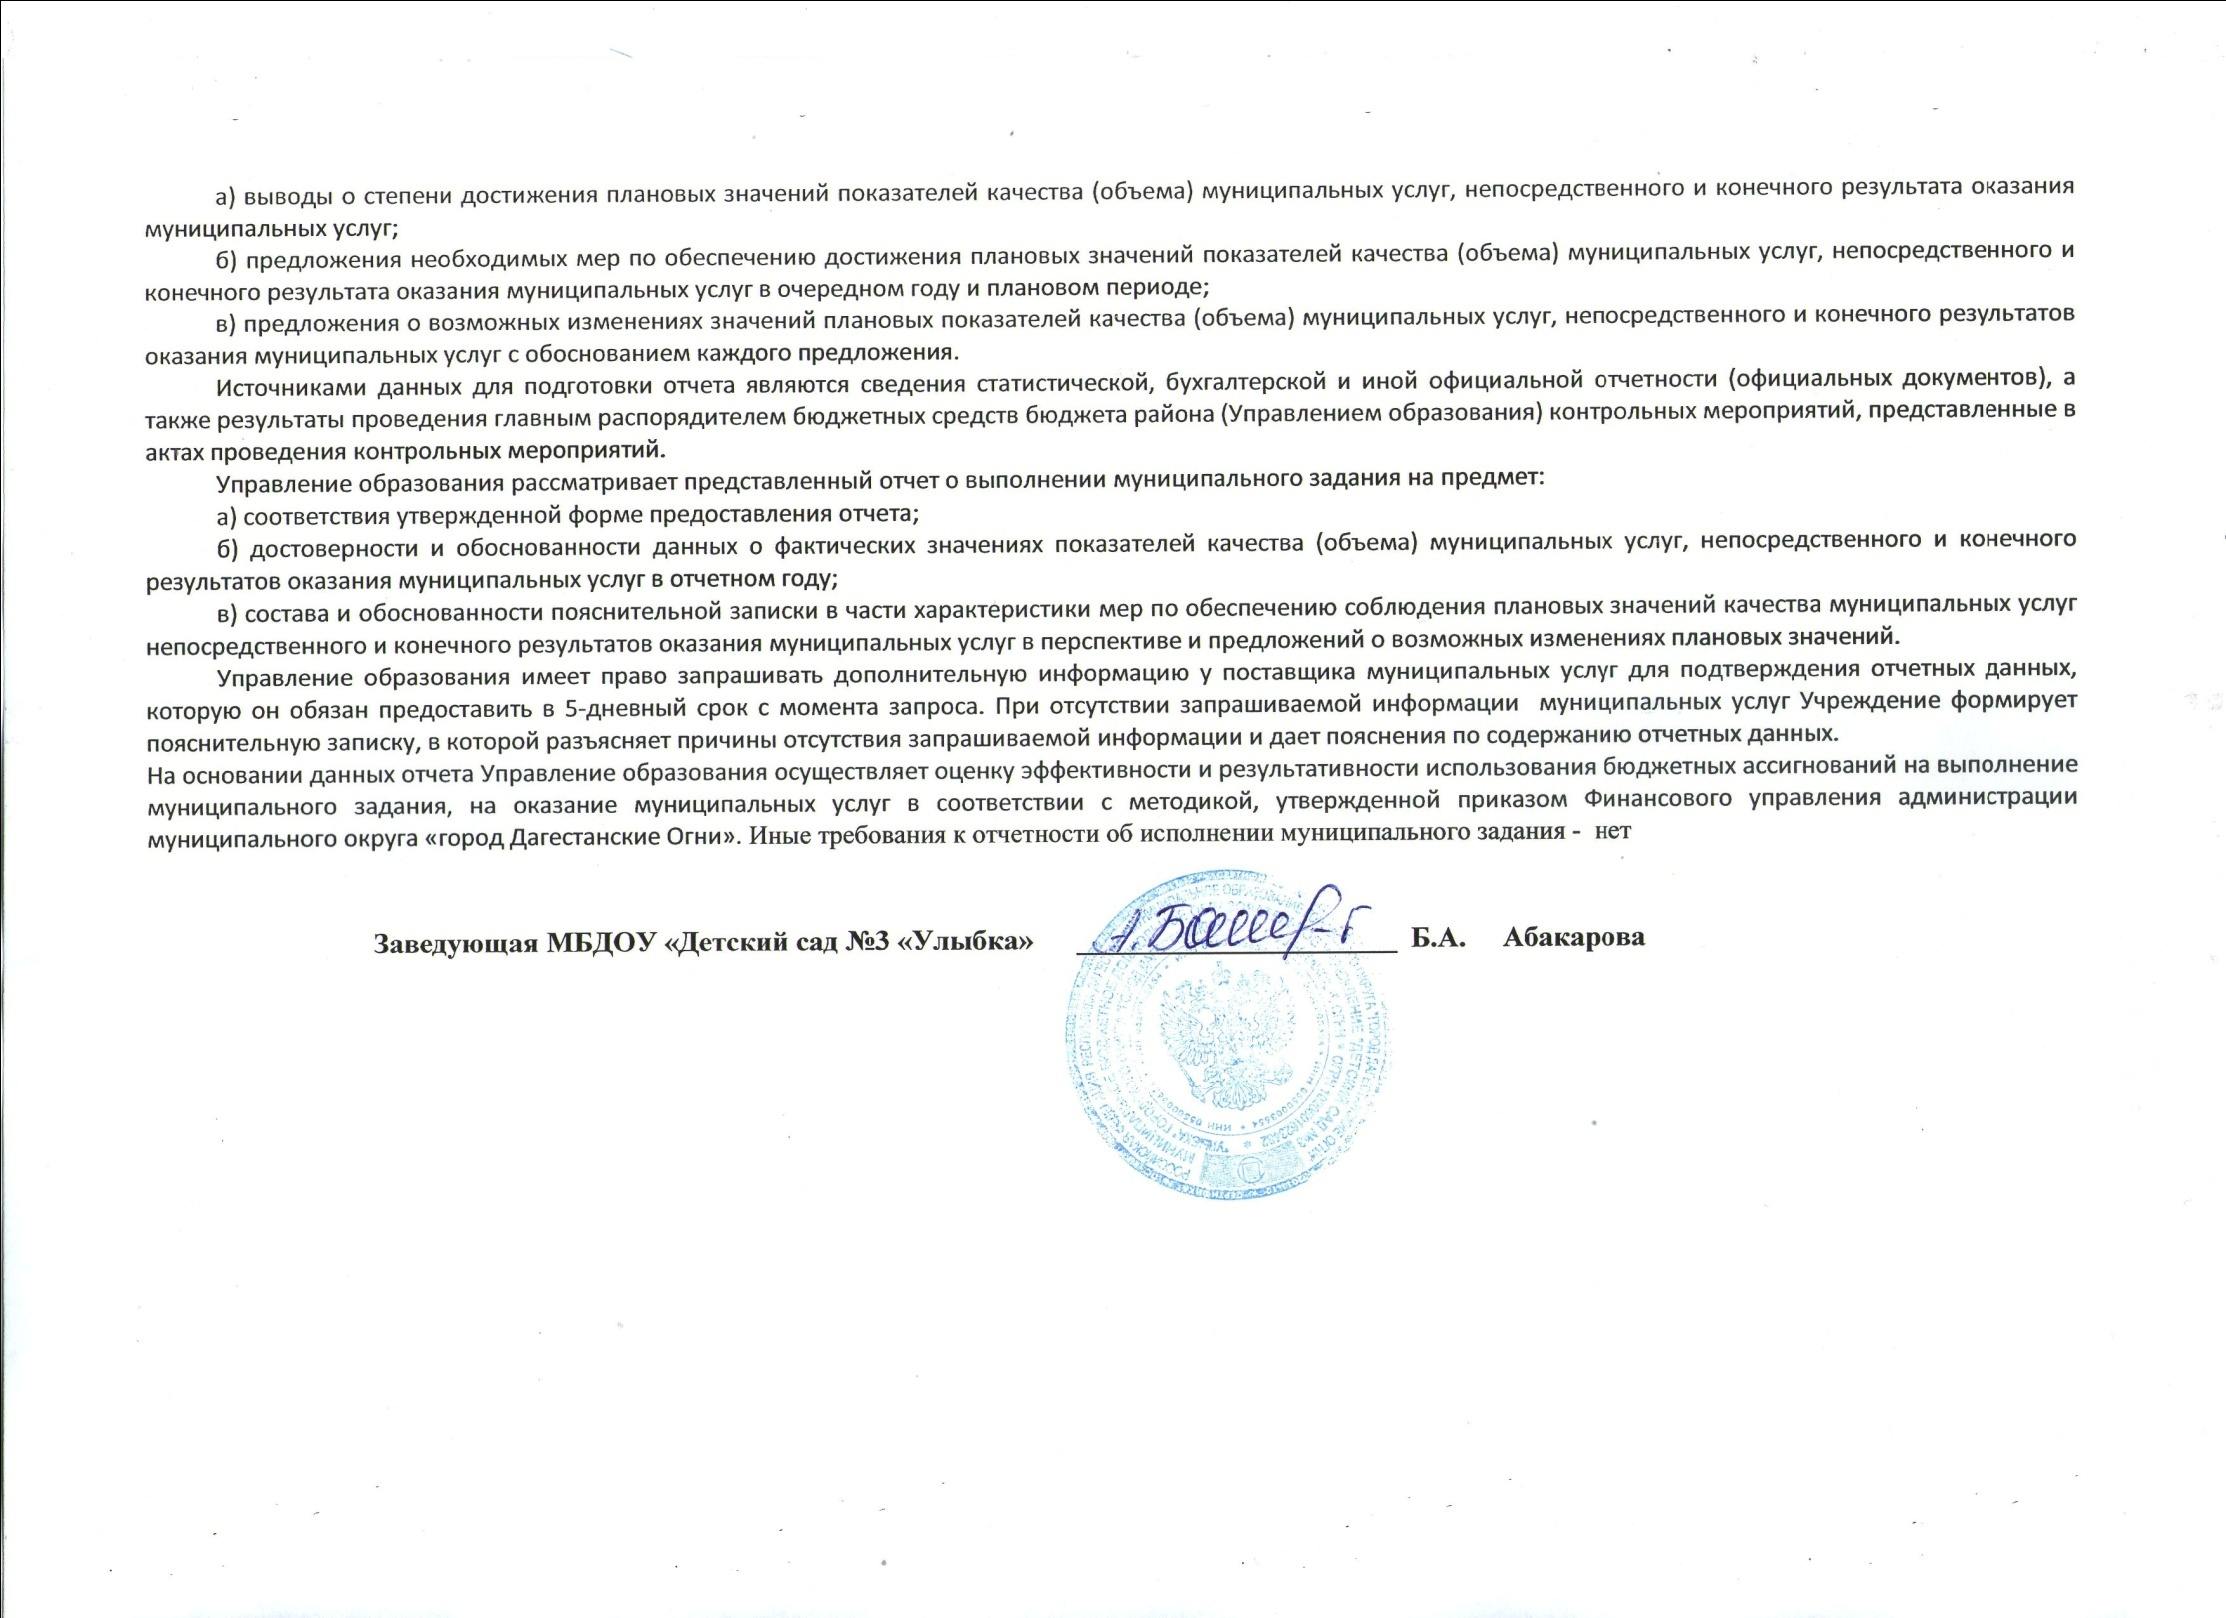 а) выводы о степени достижения плановых значений показателей качества (объема) муниципальных услуг, непосредственного и конечного результата оказания
муниципальных услуг;
б) предложения необходимых мер по обеспечению достижения плановых значений показателей качества (объема) муниципальных услуг, непосредственного и
конечного результата оказания муниципальных услуг в очередном году и плановом периоде;
в) предложения о возможных изменениях значений плановых показателей качества (объема) муниципальных услуг, непосредственного и конечного результатов
оказания муниципальных услуг с обоснованием каждого предложения.
Источниками данных для подготовки отчета являются сведения статистической, бухгалтерской и иной официальной отчетности (официальных документов), а
также результаты проведения главным распорядителем бюджетных средств бюджета района (Управлением образования) контрольных мероприятий, представленные в
актах проведения контрольных мероприятий.
Управление образования рассматривает представленный отчет о выполнении муниципального задания на предмет:
а) соответствия утвержденной форме предоставления отчета;
б) достоверности и обоснованности данных о фактических значениях показателей качества (объема) муниципальных услуг, непосредственного и конечного
результатов оказания муниципальных услуг в отчетном году;
в) состава и обоснованности пояснительной записки в части характеристики мер по обеспечению соблюдения плановых значений качества муниципальных услуг
непосредственного и конечного результатов оказания муниципальных услуг в перспективе и предложений о возможных изменениях плановых значений.
Управление образования имеет право запрашивать дополнительную информацию у поставщика муниципальных услуг для подтверждения отчетных данных,
которую он обязан предоставить в 5-дневный срок с момента запроса. При отсутствии запрашиваемой информации муниципальных услуг Учреждение формирует
пояснительную записку, в которой разъясняет причины отсутствия запрашиваемой информации и дает пояснения по содержанию отчетных данных.
На основании данных отчета Управление образования осуществляет оценку эффективности и результативности использования бюджетных ассигнований на выполнение
муниципального задания, на оказание муниципальных услуг в соответствии с методикой, утвержденной приказом Финансового управления администрации
муниципального округа «город Дагестанские Огни». Иные требования к отчетности об исполнении муниципального задания - нет
Заведующая МБДОУ «Детский сад №3 «Улыбка» Б.А. Абакарова